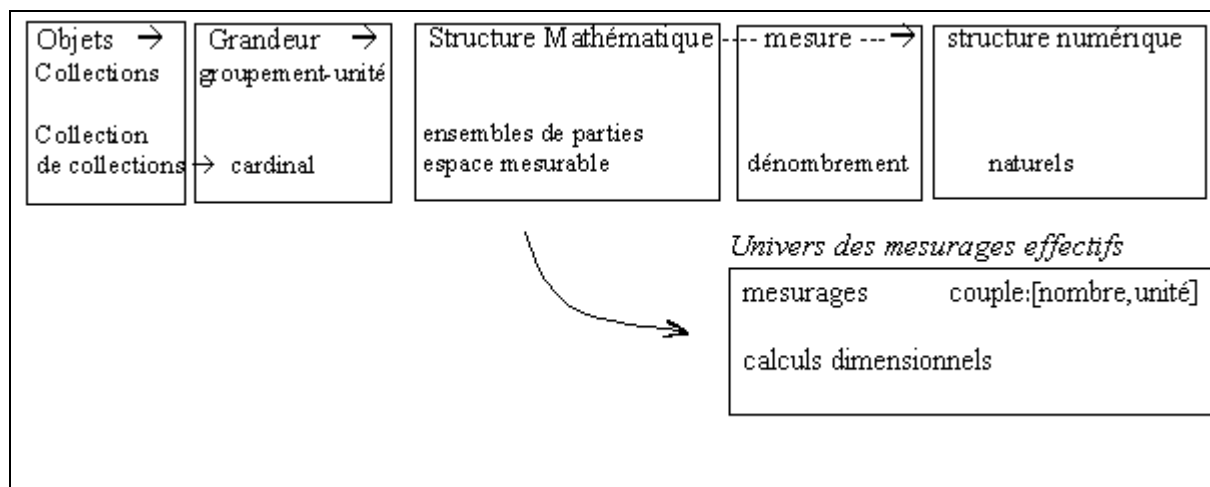 Objets → Grandeur → Structure Mathématique ---- mesure --- → structure numérique
Collections groupement-unité
Collection ensembles de parties
de collections → cardinal espace mesurable dénombrement naturels
Univers des mesurages effectifs
mesurages couple:[nombre,unité]
calculs dimensionnels